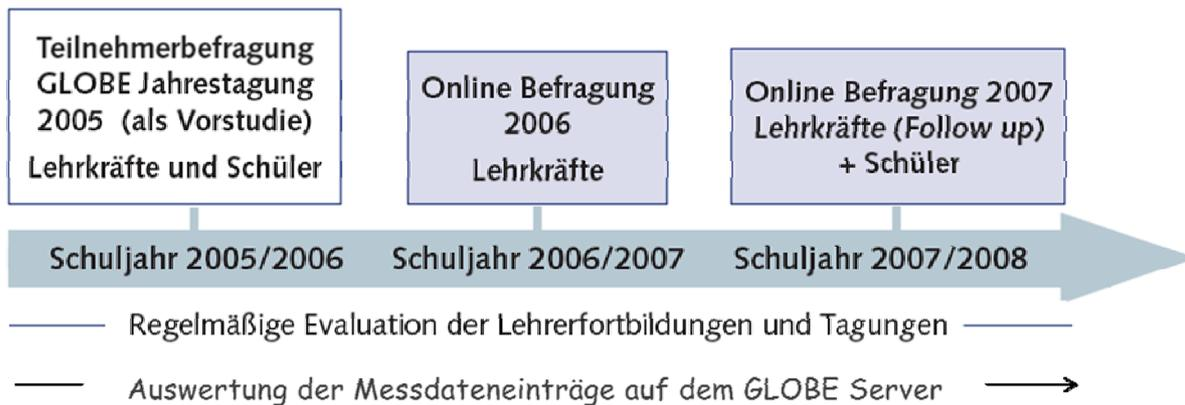 Teilnehmerbefragung
GLOBE Jahrestagung
2005 (als Vorstudie)
Lehrkräfte und Schüler
Online Befragung
2006
Lehrkräfte
Online Befragung 2007
Lehrkräfte (Follow up)
+ Schüler
Schuljahr 2005/2006
Schuljahr 2006/2007
Schuljahr 2007/2008
Regelmäßige Evaluation der Lehrerfortbildungen und Tagungen
Auswertung der Messdateneinträge auf dem GLOBE Server